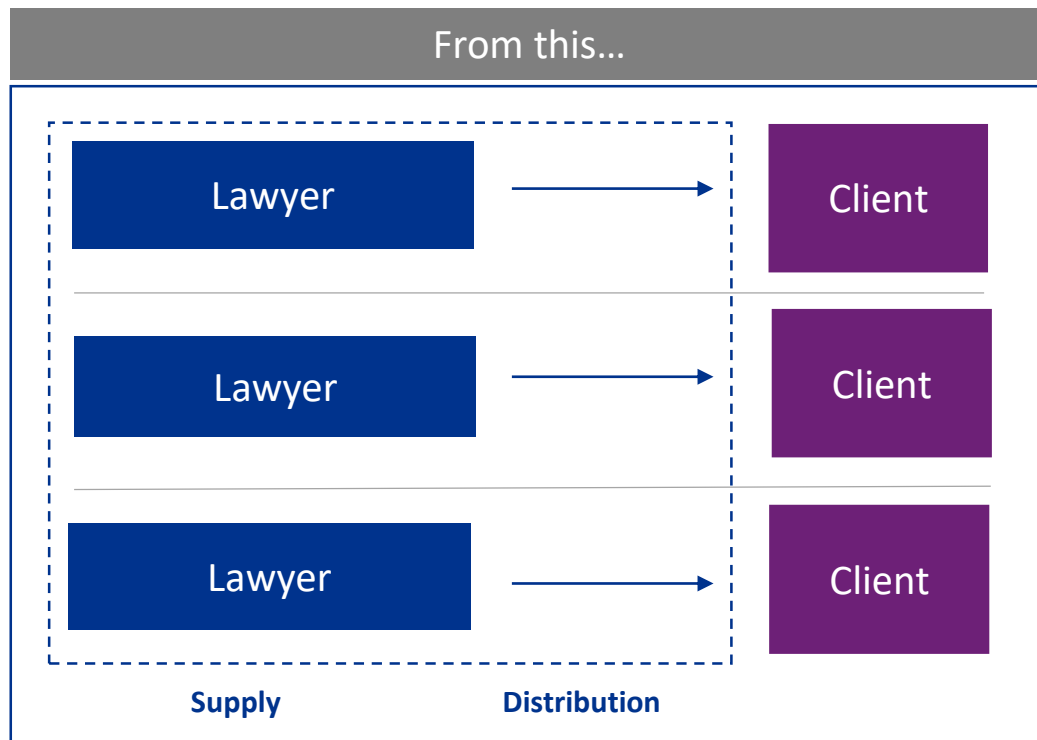 From this…
Lawyer
Client
Lawyer
Client
Lawyer
Client
Supply Distribution